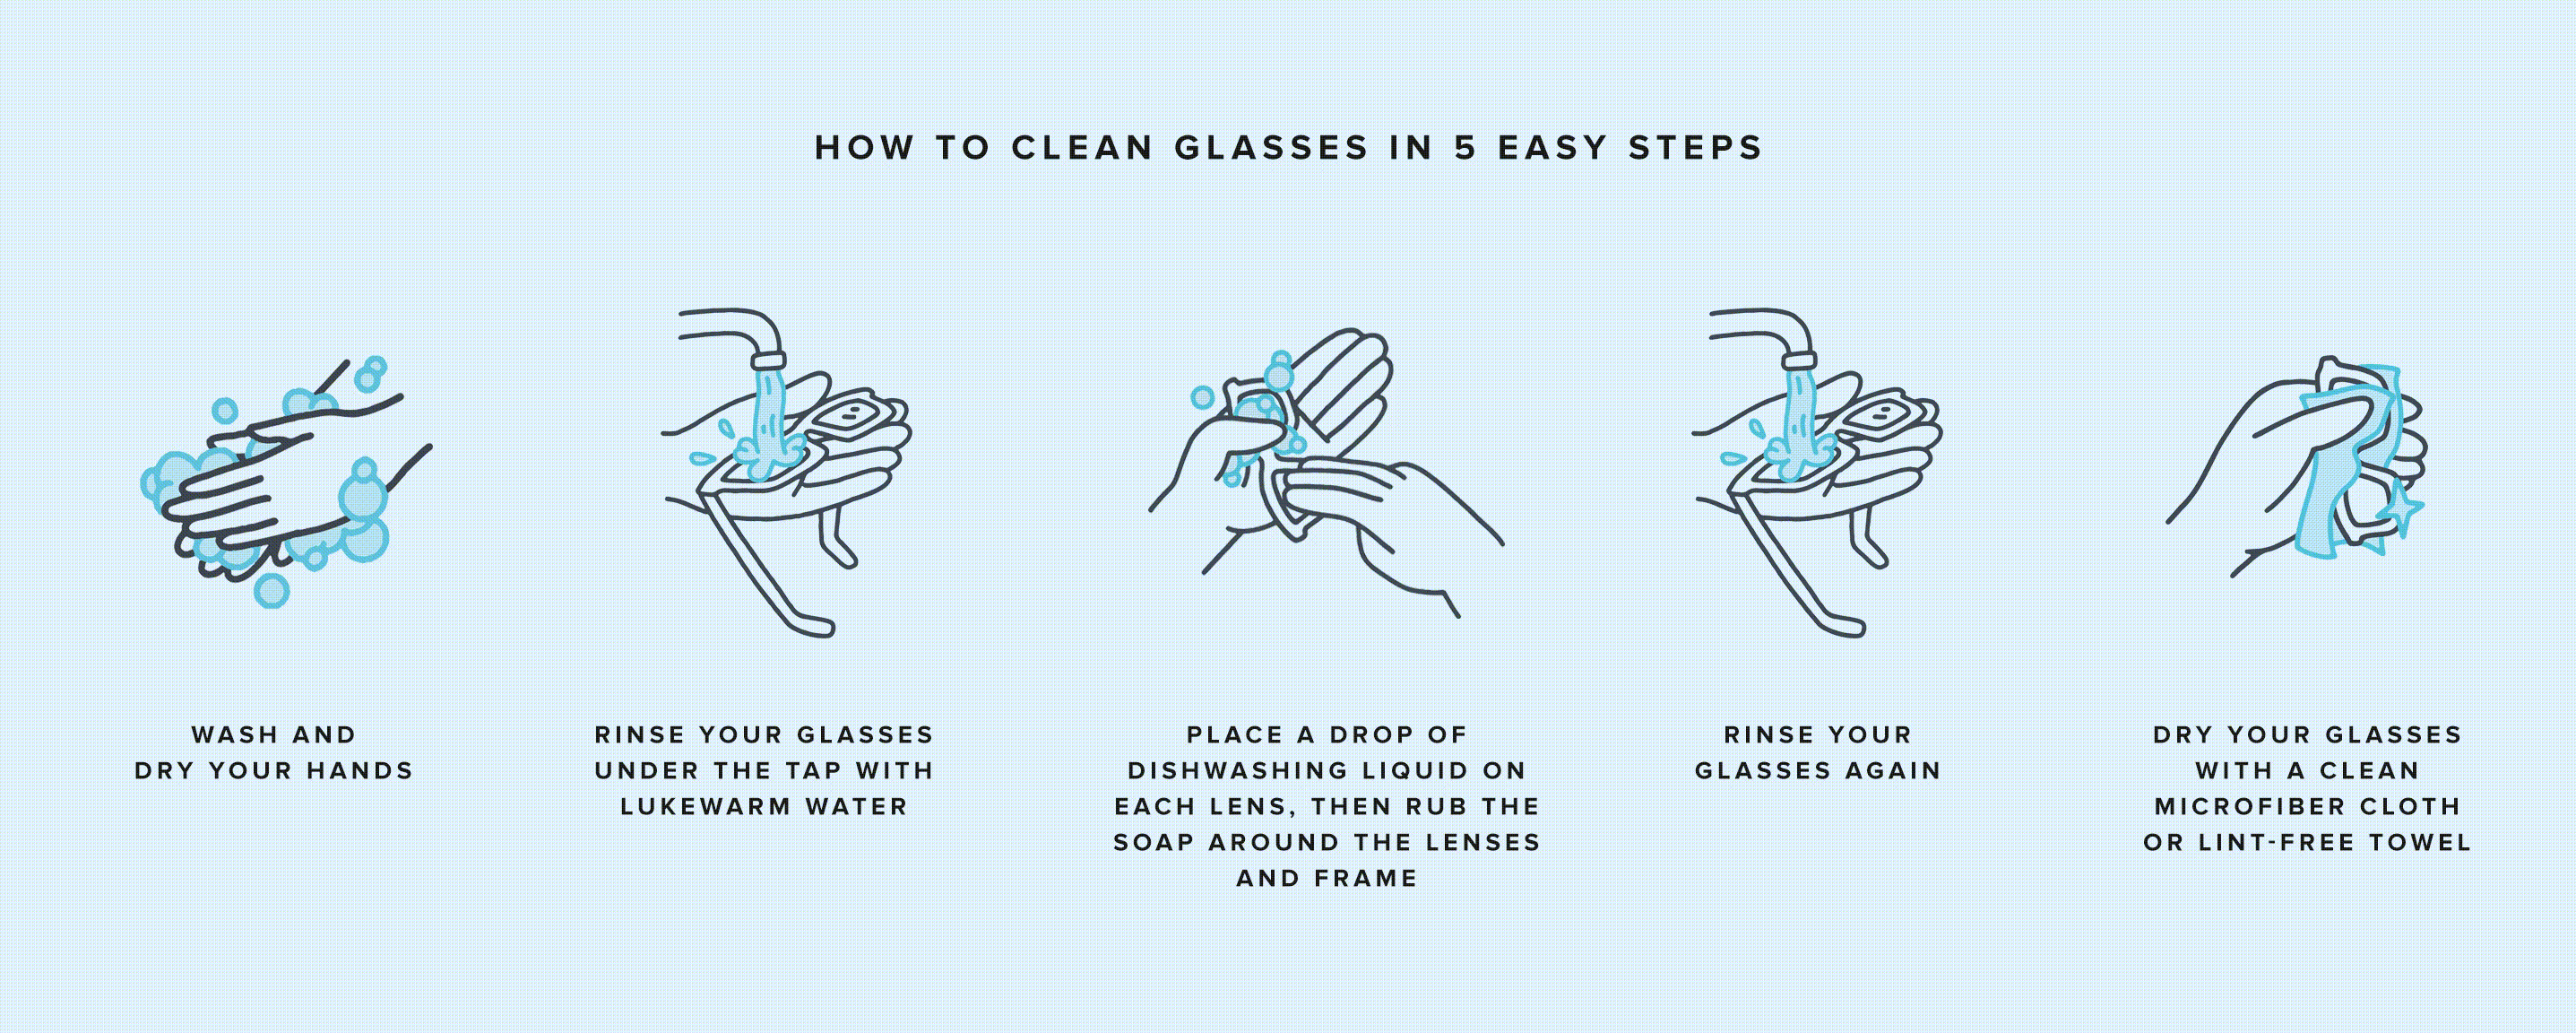 HOW TO CLEAN GLASSES IN 5 EASY STEPS
WASH AND
DRY YOUR HANDS
RINSE YOUR GLASSES
UNDER THE TAP WITH
LUKEWARM WATER
PLACE A DROP OF
DISHWASHING LIQUID ON
EACH LENS, THEN RUB THE
SOAP AROUND THE LENSES
AND FRAME
RINSE YOUR
GLASSES AGAIN
DRY YOUR GLASSES
WITH A CLEAN
MICROFIBER CLOTH
OR LINT-FREE TOWEL